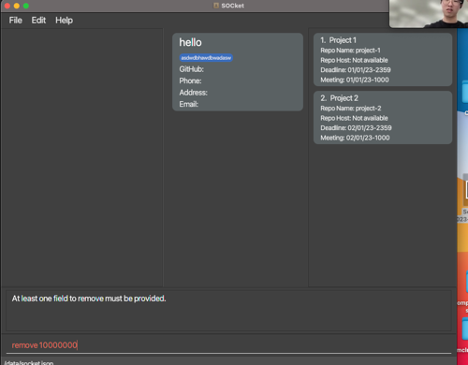 SOCket
File Edit Help
hello
GitHub:
Phone:
Address:
Email:
1. Project 1
Repo Name: project-1
Repo Host: Not available
Deadline: 01/01/23-2359
Meeting: 01/01/23-1000
2. Project 2
Repo Name: project-2
Repo Host: Not available
Deadline: 02/01/23-2359
Meeting: 02/01/23-1000
At least one field to remove must be provided.
remove 10000000
/data/socket.json